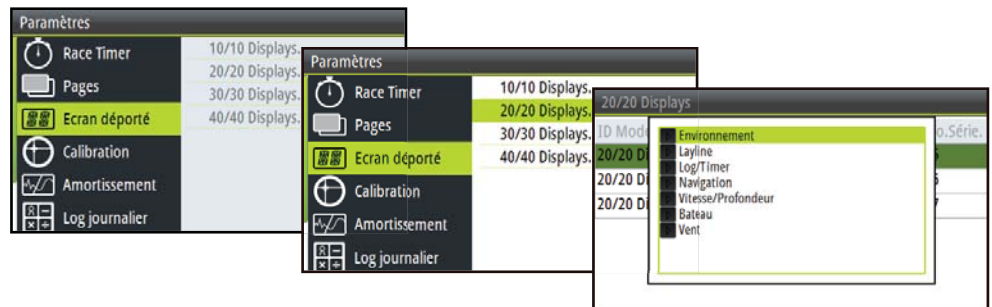 Paramètres
Race Timer
Pages
Ecran déporté
Calibration
Amortissement
Log journalier
10/10 Displays.
20/20 Displays.
30/30 Displays.
40/40 Displays.
Paramètres
Race Timer
Pages
Ecran déporté
Calibration
Amortissement
Log journalier
10/10 Displays.
20/20 Displays.
30/30 Displays.
40/40 Displays.
20/20 Displays
ID Mod o.Série.
20/20 Di
20/20 Di
20/20 Di 7
Environnement
Layline
Log/Timer
Navigation
Vitesse/Profondeur
Bateau
Vent